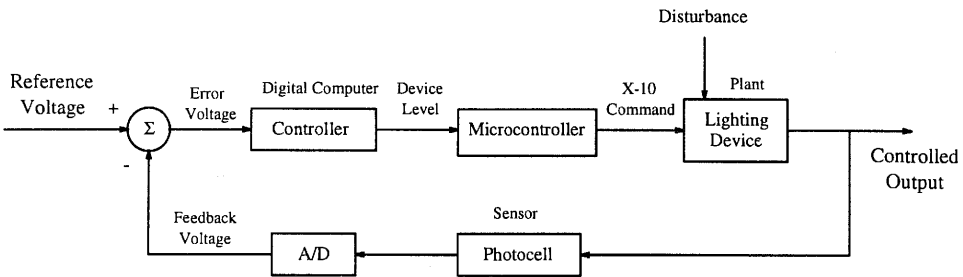 Disturbance
Reference
Voltage
+
Σ
-
Error
Voltage
Digital Computer
Controller
Device
Level
Microcontroller
X-10
Command
Plant
Lighting
Device
Controlled
Output
Feedback
Voltage
A/D
Sensor
Photocell